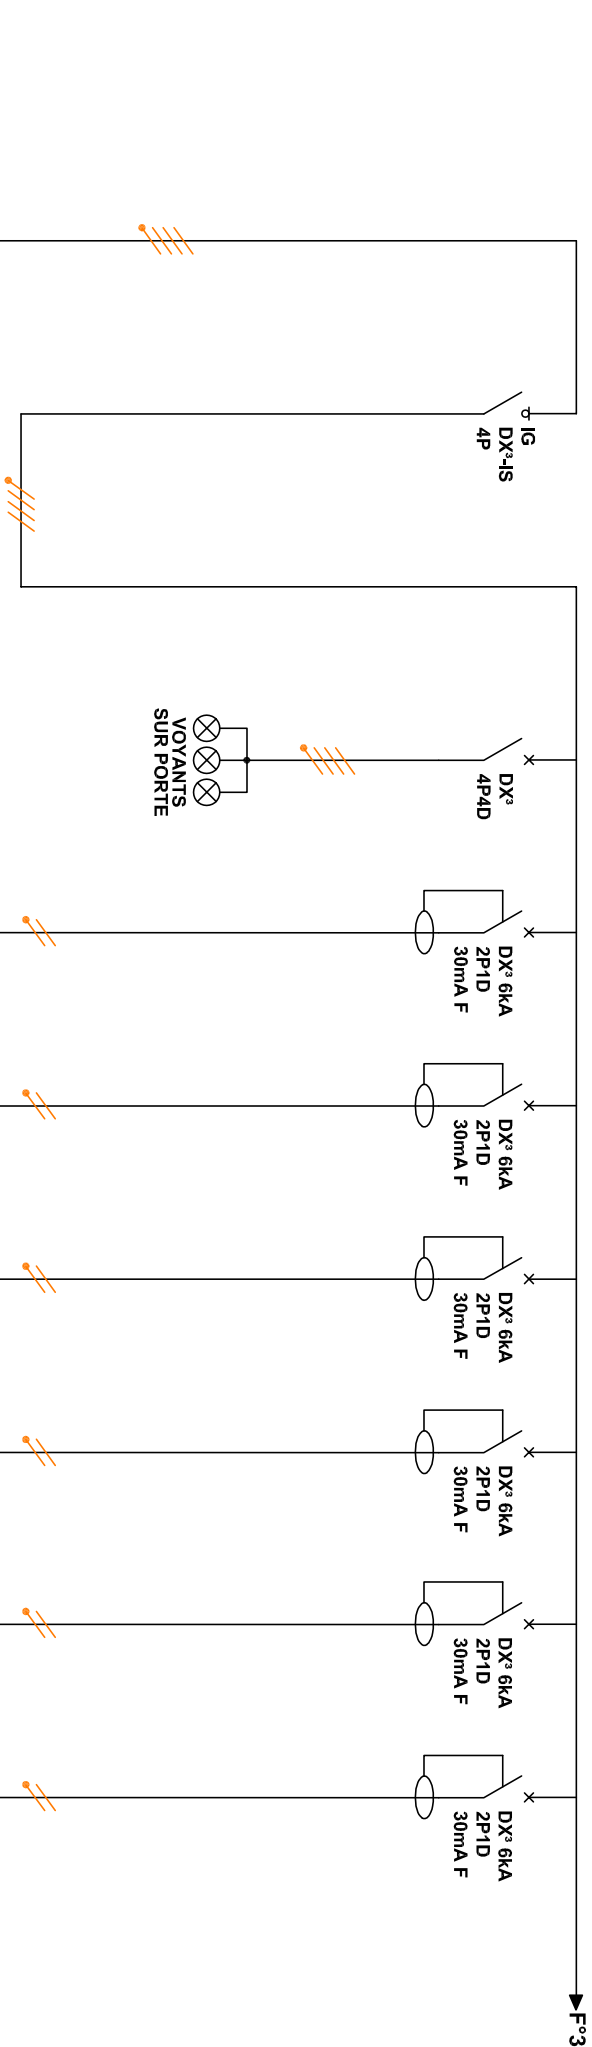 IG
DX³-IS
4P
DX³
4P4D
VOYANTS
SUR PORTE
DX³ 6kA
2P1D
30mA F
DX³ 6kA
2P1D
30mA F
DX³ 6kA
2P1D
30mA F
DX³ 6kA
2P1D
30mA F
DX³ 6kA
2P1D
30mA F
DX³ 6kA
2P1D
30mA F
F°3